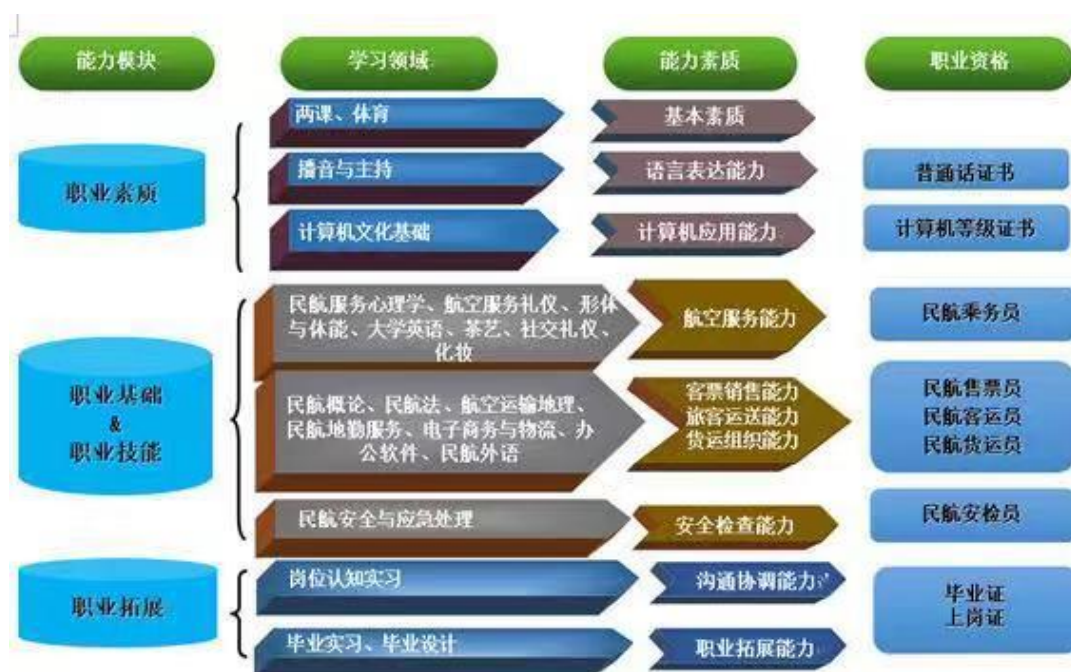 能力模块
学习领域
能力素质
职业资格
职业素质
两课、体育
基本素质
播音与主持
语言表达能力
普通话证书
计算机文化基础
计算机应用能力
计算机等级证书
职业基础
&
职业技能
民航服务心理学、航空服务礼仪、形体
与体能、大学英语、茶艺、社交礼仪、
化妆
航空服务能力
民航乘务员
民航概论、民航法、航空运输地理、
民航地勤服务、电子商务与物流、办
公软件、民航外语
客票销售能力
旅客运送能力
货运组织能力
民航售票员
民航客运员
民航货运员
民航安全与应急处理
安全检查能力
民航安检员
职业拓展
岗位认知实习
沟通协调能力
毕业实习、毕业设计
职业拓展能力
毕业证
上岗证